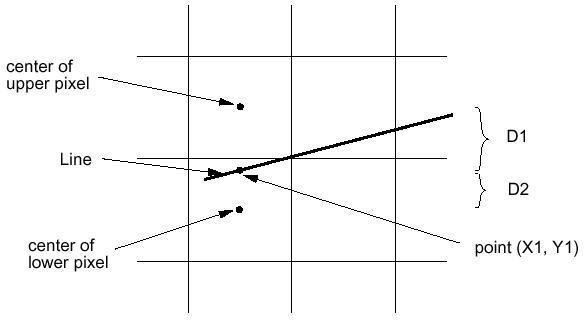 center of
upper pixel
D1
Line
D2
center of
lower pixel
point (X1, Y1)